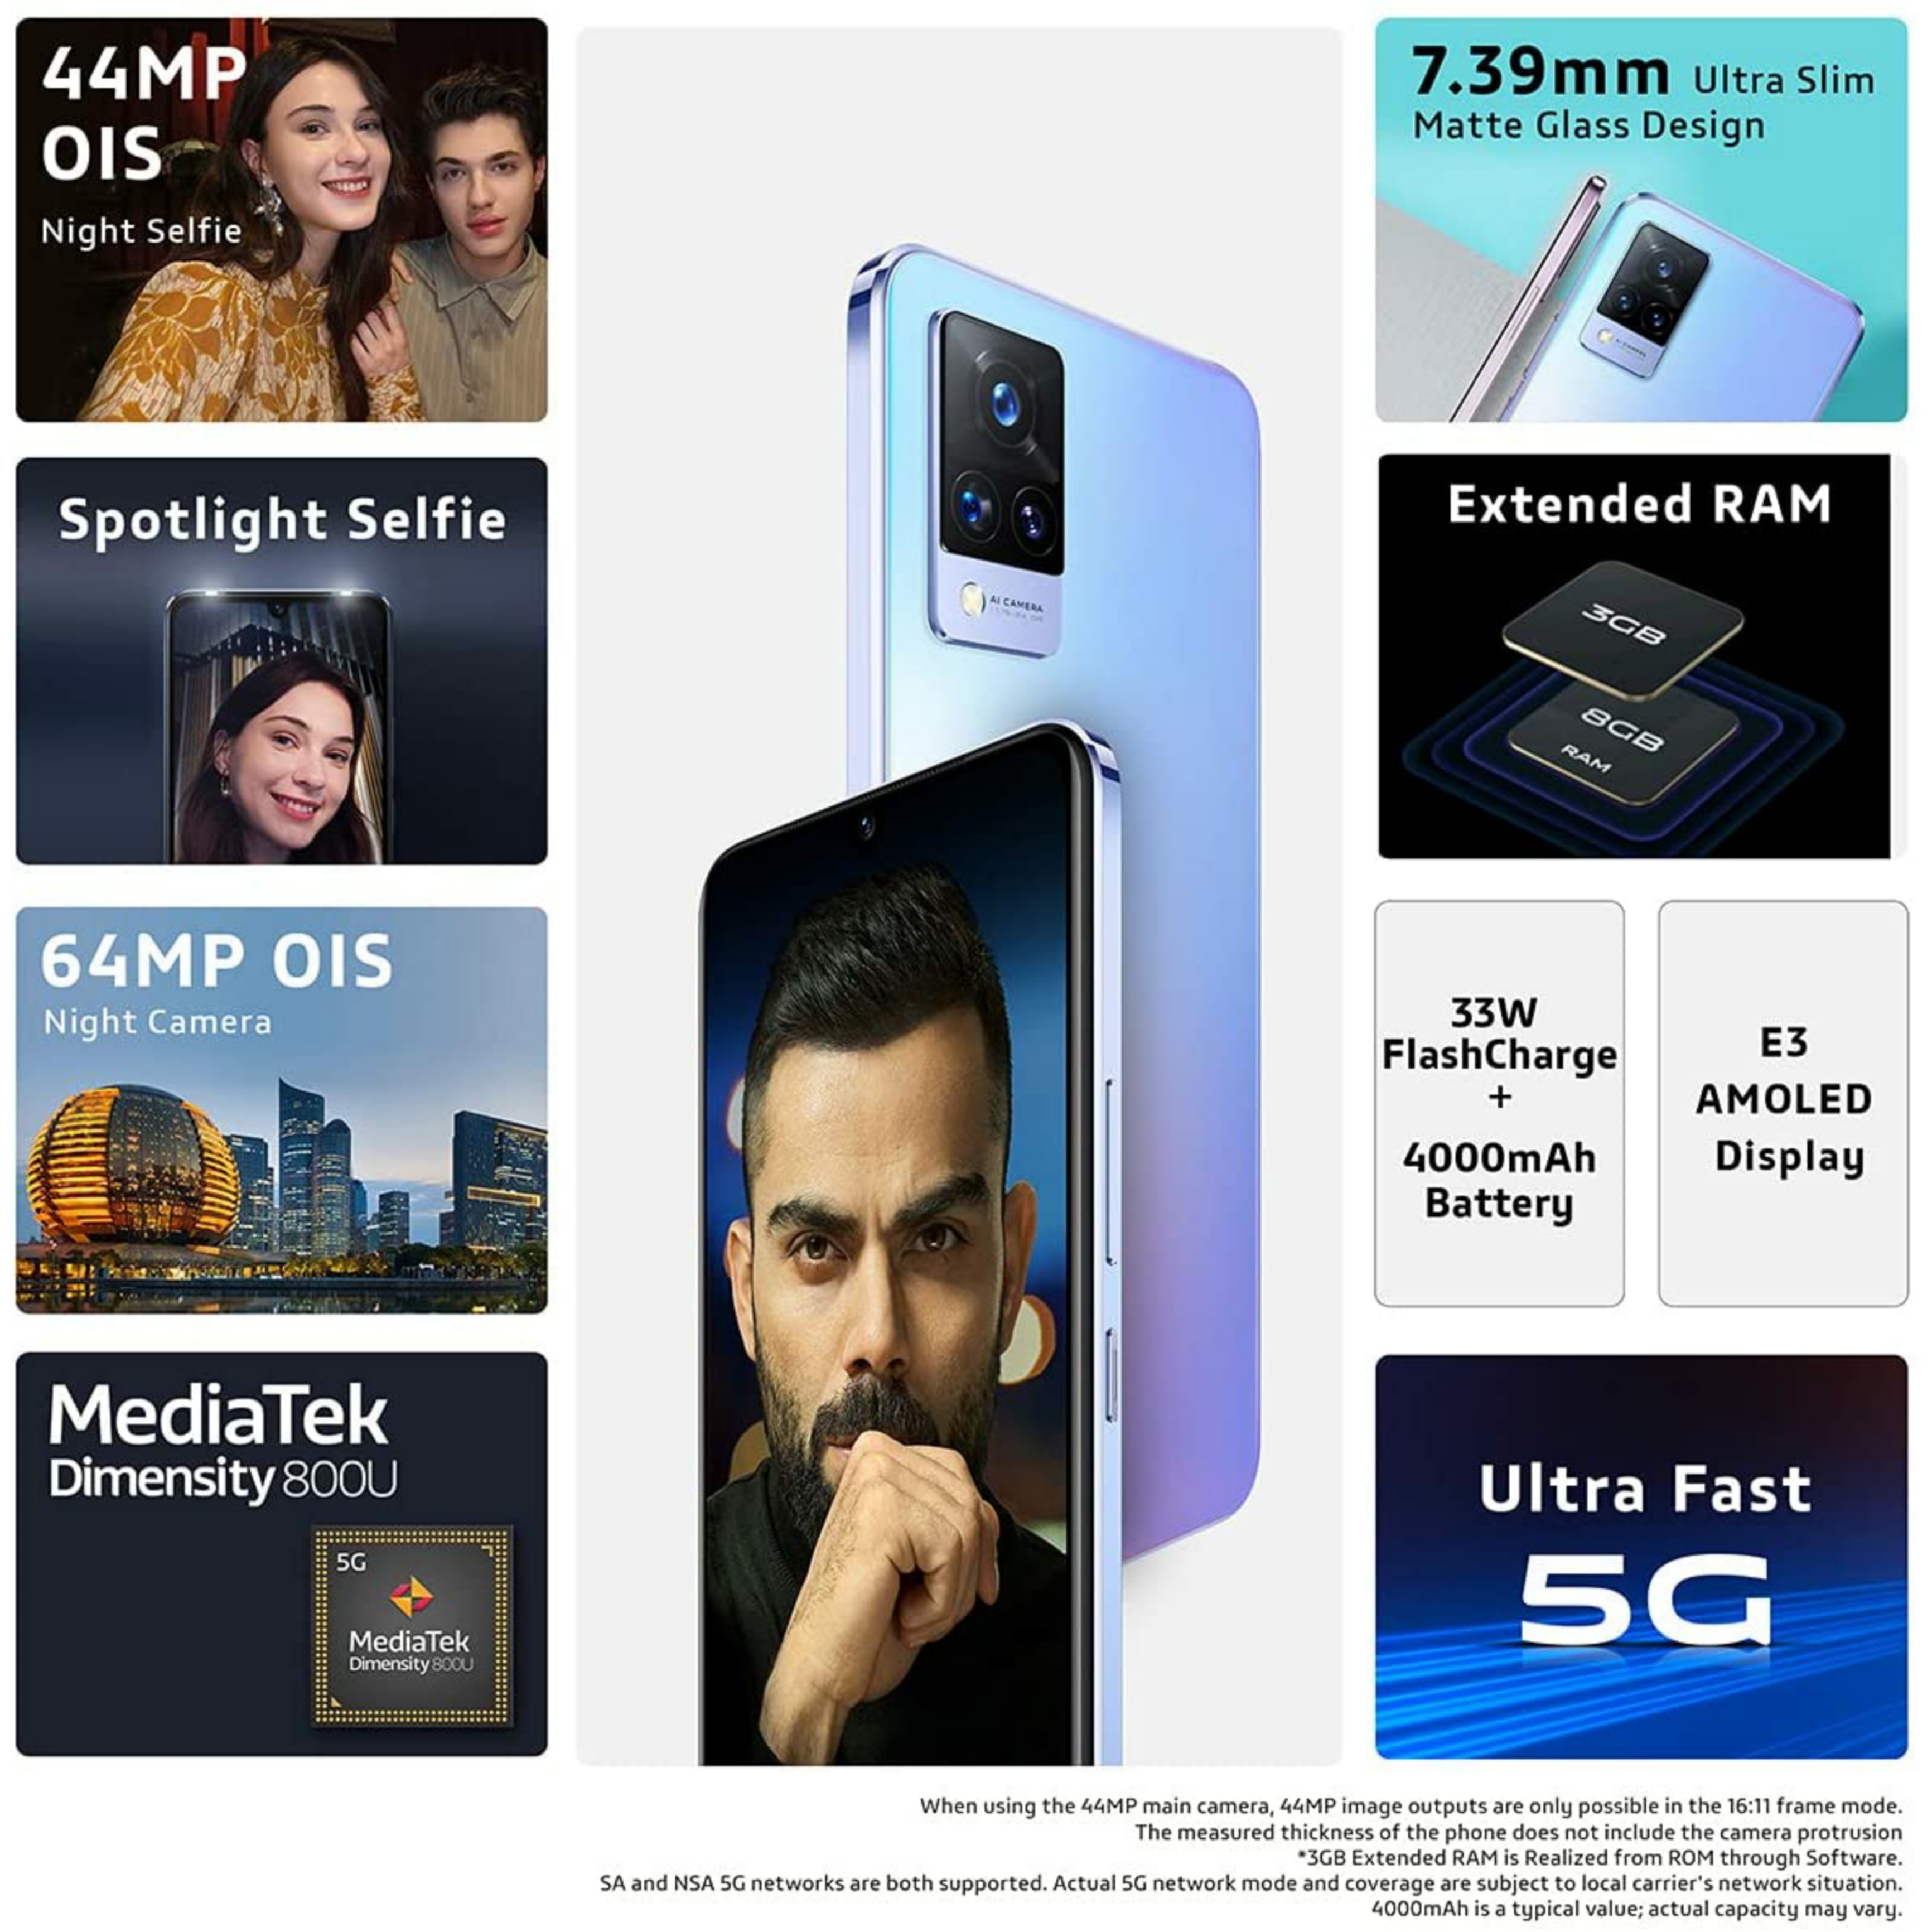 44MP
OIS
Night Selfie
Spotlight Selfie
64MP OIS
Night Camera
MediaTek
Dimensity 800U
5G
MediaTek
Dimensity 800U
AI CAMERA
7.39mm Ultra Slim
Matte Glass Design
AI CAMERA
Extended RAM
3GB
8GB
RAM
33W
FlashCharge
+
4000mAh
Battery
E3
AMOLED
Display
Ultra Fast
5G
When using the 44MP main camera, 44MP image outputs are only possible in the 16:11 frame mode.
The measured thickness of the phone does not include the camera protrusion
*3GB Extended RAM is Realized from ROM through Software.
SA and NSA 5G networks are both supported. Actual 5G network mode and coverage are subject to local carrier's network situation.
4000mAh is a typical value; actual capacity may vary.